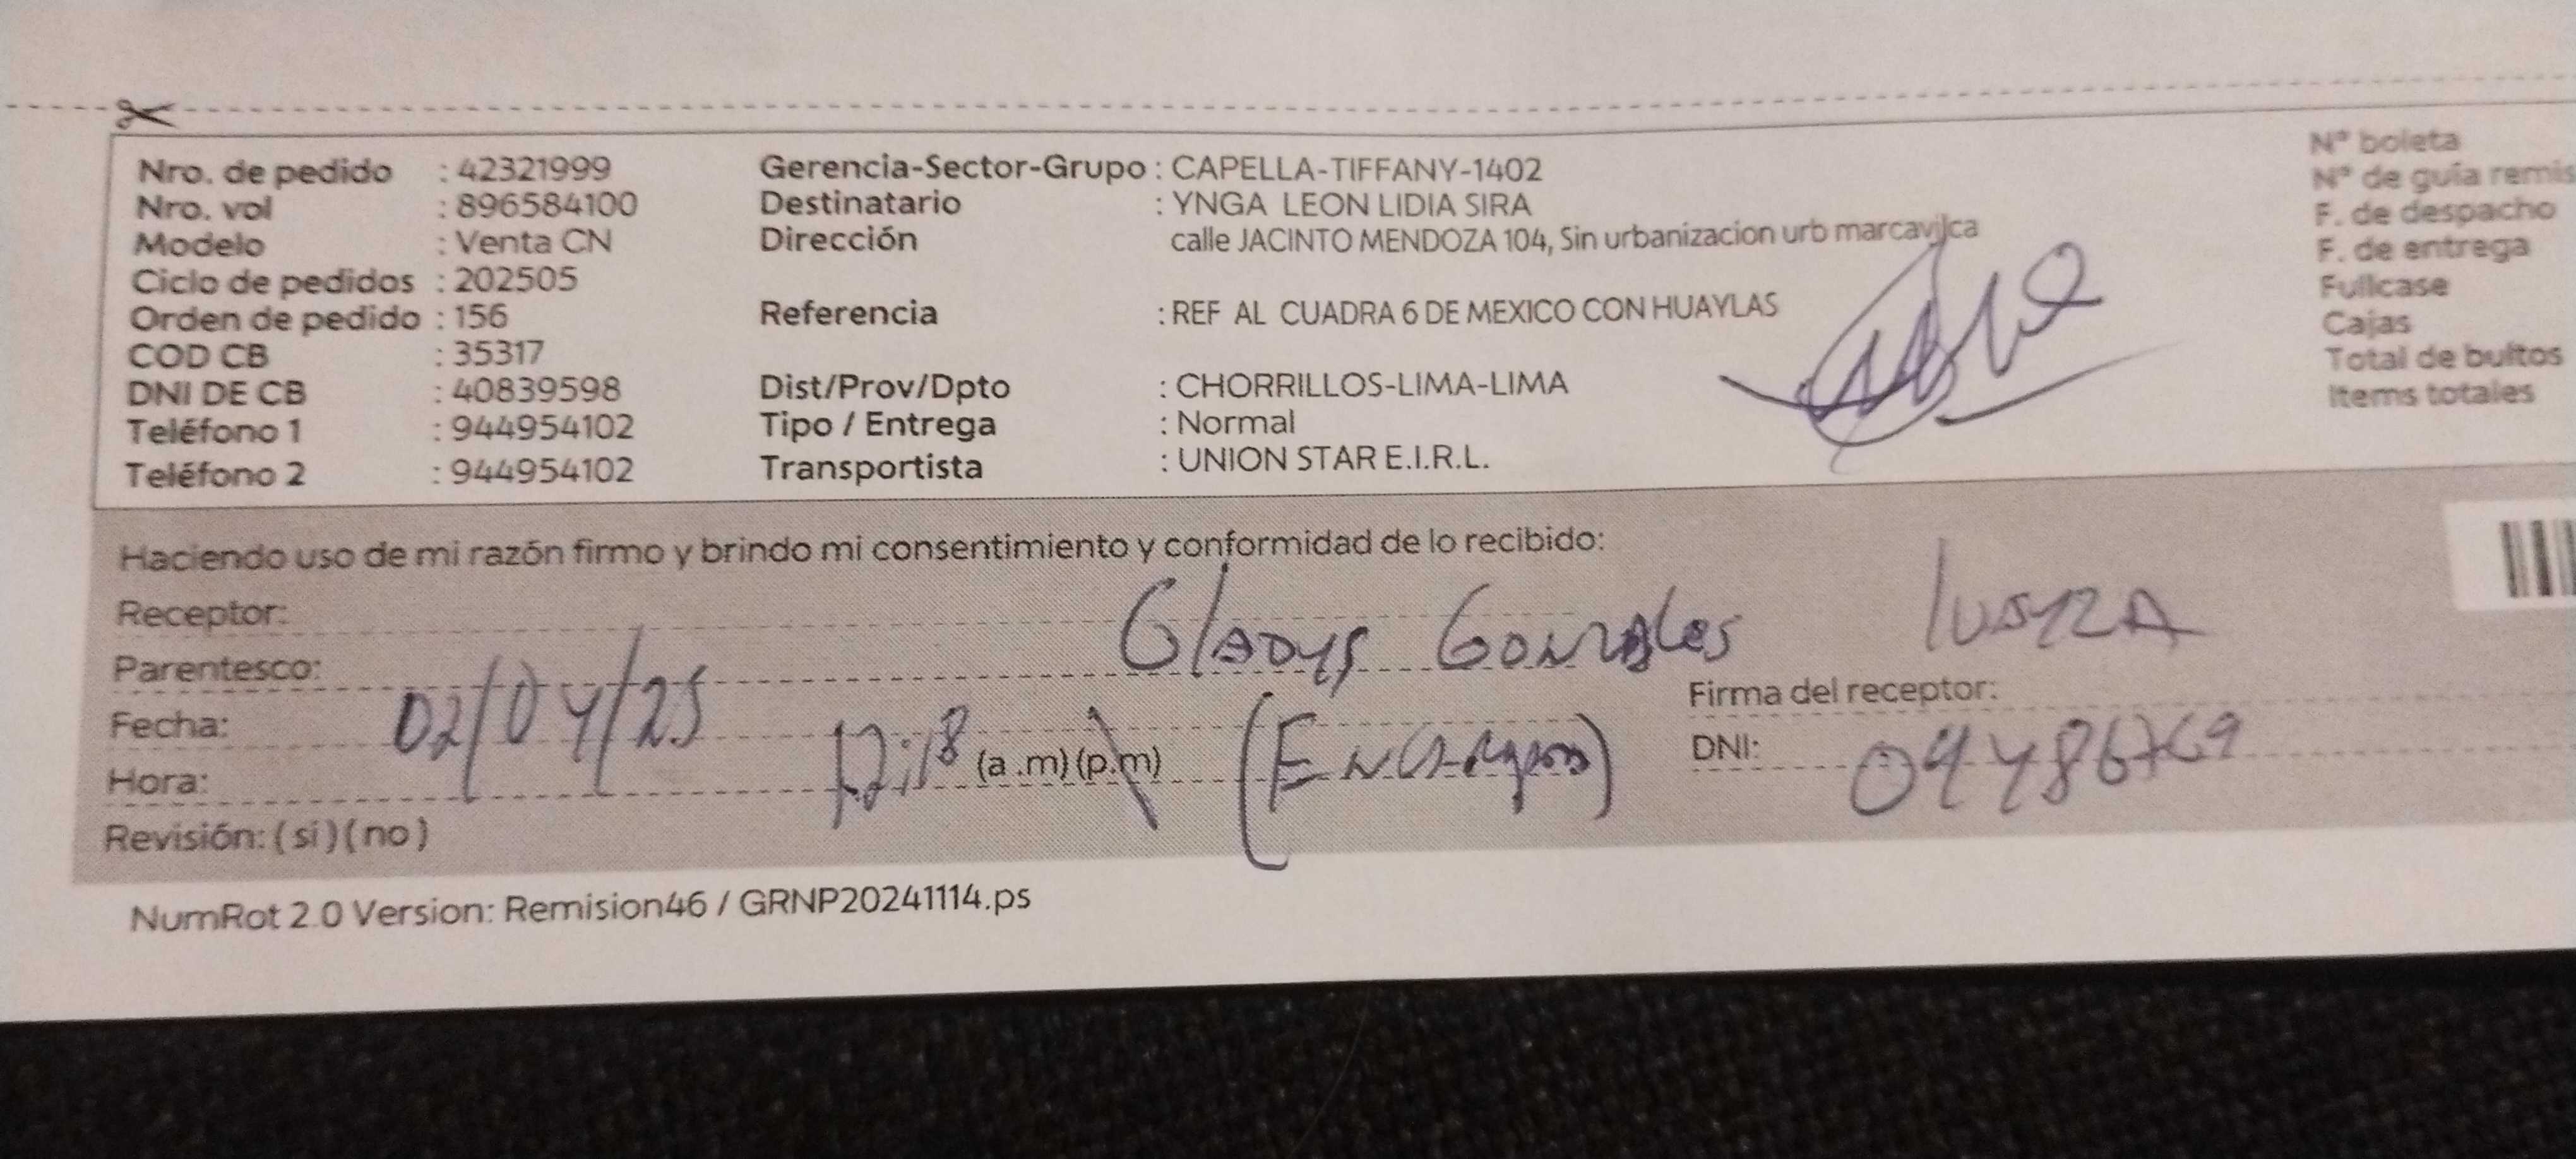 Nro. de pedido : 42321999 Gerencia-Sector-Grupo : CAPELLA-TIFFANY-1402 N° boleta
Nro. vol : 896584100 Destinatario : YNGA LEON LIDIA SIRA N° de guía remis
Modelo : Venta CN Dirección calle JACINTO MENDOZA 104, Sin urbanizacion urb marcavilca F. de despacho
Ciclo de pedidos : 202505 F. de entrega
Orden de pedido : 156 Referencia : REF AL CUADRA 6 DE MEXICO CON HUAYLAS Fullcase
COD CB : 35317 Cajas
DNI DE CB : 40839598 Dist/Prov/Dpto : CHORRILLOS-LIMA-LIMA Total de bultos
Teléfono 1 : 944954102 Tipo / Entrega : Normal Items totales
Teléfono 2 : 944954102 Transportista : UNION STAR E.I.R.L.
Haciendo uso de mi razón firmo y brindo mi consentimiento y conformidad de lo recibido:
Receptor: Gladys Gonzales
Parentesco: Firma del receptor:
Fecha: 02/04/25 (Encargado) DNI:
Hora: 12:18 (a .m) (p.m)
Revisión: ( si ) ( no )
NumRot 2.0 Version: Remision46 / GRNP20241114.ps